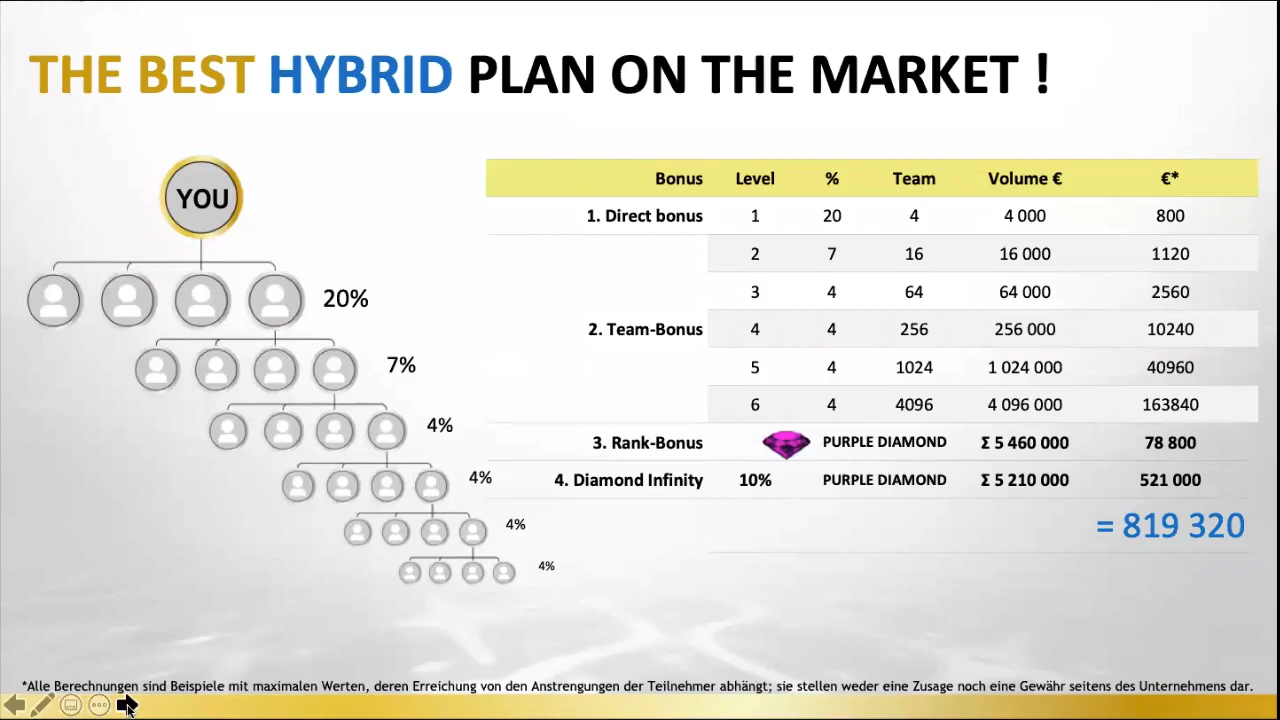 THE BEST HYBRID PLAN ON THE MARKET !
YOU
20%
7%
4%
4%
4%
4%
Bonus Level % Team Volume € €*
1. Direct bonus 1 20 4 4 000 800
2 7 16 16 000 1120
3 4 64 64 000 2560
2. Team-Bonus 4 4 256 256 000 10240
5 4 1024 1 024 000 40960
6 4 4096 4 096 000 163840
3. Rank-Bonus PURPLE DIAMOND Σ 5 460 000 78 800
4. Diamond Infinity 10% PURPLE DIAMOND Σ 5 210 000 521 000
= 819 320
*Alle Berechnungen sind Beispiele mit maximalen Werten, deren Erreichung von den Anstrengungen der Teilnehmer abhängt; sie stellen weder eine Zusage noch eine Gewähr seitens des Unternehmens dar.